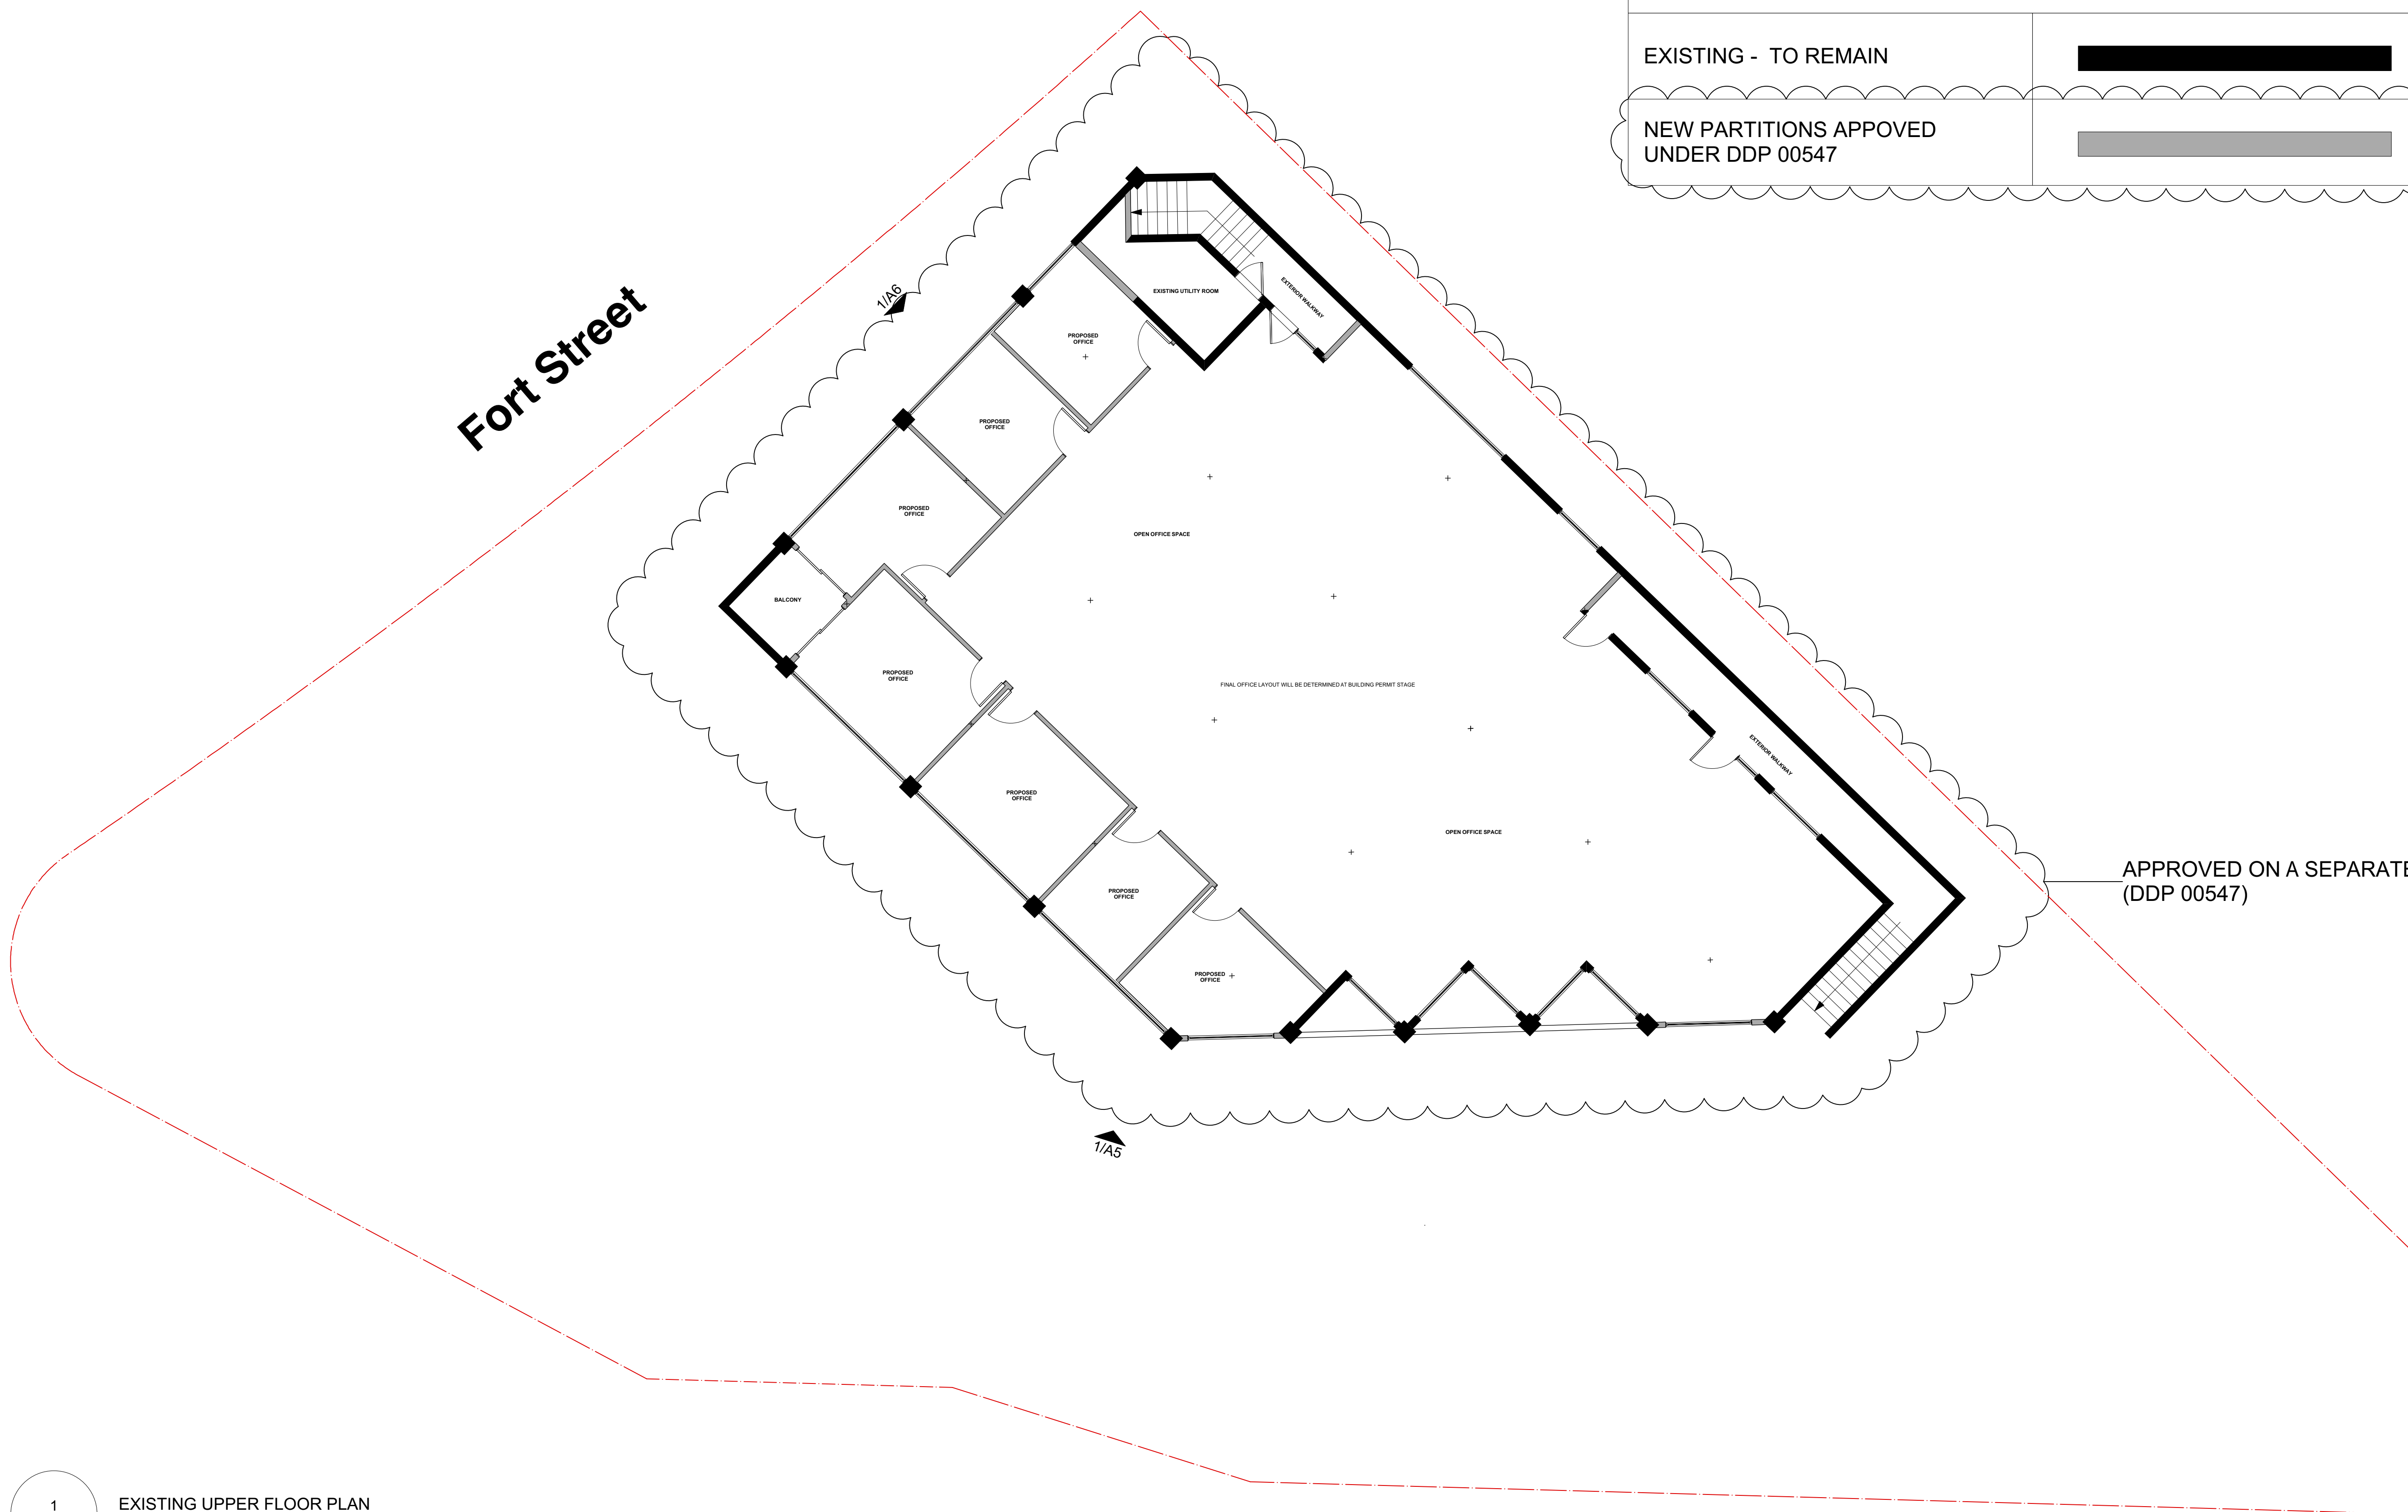 EXISTING - TO REMAIN
NEW PARTITIONS APPOVED
UNDER DDP 00547
Fort Street
1/A6
EXISTING UTILITY ROOM
EXTERIOR WALKWAY
PROPOSED
OFFICE
PROPOSED
OFFICE
PROPOSED
OFFICE
OPEN OFFICE SPACE
BALCONY
PROPOSED
OFFICE
FINAL OFFICE LAYOUT WILL BE DETERMINED AT BUILDING PERMIT STAGE
EXTERIOR WALKWAY
PROPOSED
OFFICE
OPEN OFFICE SPACE
PROPOSED
OFFICE
PROPOSED
OFFICE
APPROVED ON A SEPARATE
(DDP 00547)
1/A5
1
EXISTING UPPER FLOOR PLAN